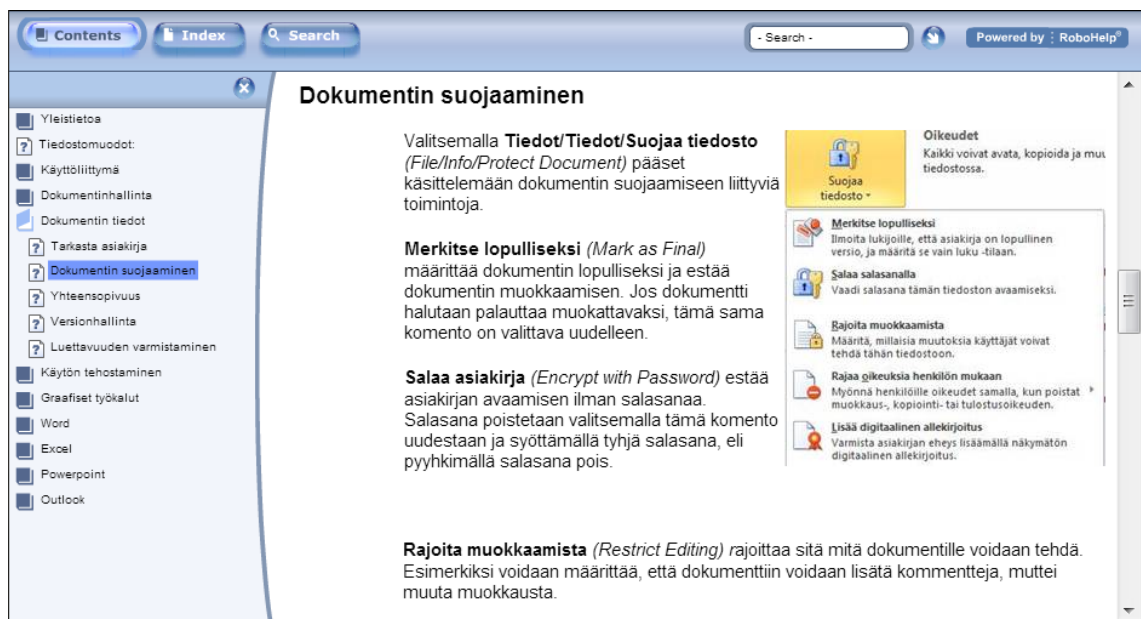 Contents
Index
Search
- Search -
Powered by RoboHelp®
Yleistietoa
Tiedostomuodot:
Käyttöliittymä
Dokumentinhallinta
Dokumentin tiedot
Tarkasta asiakirja
Dokumentin suojaaminen
Yhteensopivuus
Versionhallinta
Luettavuuden varmistaminen
Käytön tehostaminen
Graafiset työkalut
Word
Excel
Powerpoint
Outlook
Dokumentin suojaaminen
Valitsemalla Tiedot/Tiedot/Suojaa tiedosto
(File/Info/Protect Document) pääset
käsittelemään dokumentin suojaamiseen liittyviä
toimintoja.
Merkitse lopulliseksi (Mark as Final)
määrittää dokumentin lopulliseksi ja estää
dokumentin muokkaamisen. Jos dokumentti
halutaan palauttaa muokattavaksi, tämä sama
komento on valittava uudelleen.
Salaa asiakirja (Encrypt with Password) estää
asiakirjan avaamisen ilman salasanaa.
Salasana poistetaan valitsemalla tämä komento
uudestaan ja syöttämällä tyhjä salasana, eli
pyyhkimällä salasana pois.
Suojaa
tiedosto
Oikeudet
Kaikki voivat avata, kopioida ja muu
tiedostossa.
Merkitse lopulliseksi
Ilmoita lukijoille, että asiakirja on lopullinen
versio, ja määritä se vain luku -tilaan.
Salaa salasanalla
Vaadi salasana tämän tiedoston avaamiseksi.
Rajoita muokkaamista
Määritä, millaisia muutoksia käyttäjät voivat
tehdä tähän tiedostoon.
Rajaa oikeuksia henkilön mukaan
Myönnä henkilöille oikeudet samalla, kun poistat
muokkaus-, kopiointi- tai tulostusoikeuden.
Lisää digitaalinen allekirjoitus
Varmista asiakirjan eheys lisäämällä näkymätön
digitaalinen allekirjoitus.
Rajoita muokkaamista (Restrict Editing) rajoittaa sitä mitä dokumentille voidaan tehdä.
Esimerkiksi voidaan määrittää, että dokumenttiin voidaan lisätä kommentteja, muttei
muuta muokkausta.